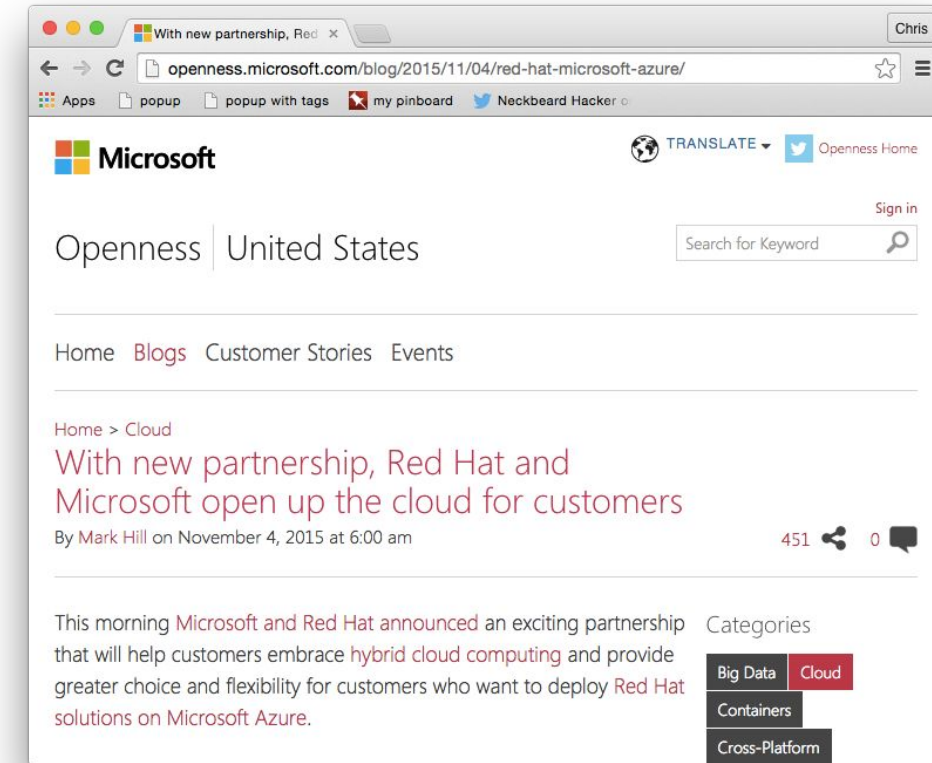 With new partnership, Red
Chris
openness.microsoft.com/blog/2015/11/04/red-hat-microsoft-azure/
Apps popup popup with tags my pinboard Neckbeard Hacker
Microsoft
TRANSLATE
Openness Home
Sign in
Openness United States
Search for Keyword
Home Blogs Customer Stories Events
Home > Cloud
With new partnership, Red Hat and
Microsoft open up the cloud for customers
By Mark Hill on November 4, 2015 at 6:00 am
451 0
This morning Microsoft and Red Hat announced an exciting partnership
that will help customers embrace hybrid cloud computing and provide
greater choice and flexibility for customers who want to deploy Red Hat
solutions on Microsoft Azure.
Categories
Big Data Cloud
Containers
Cross-Platform